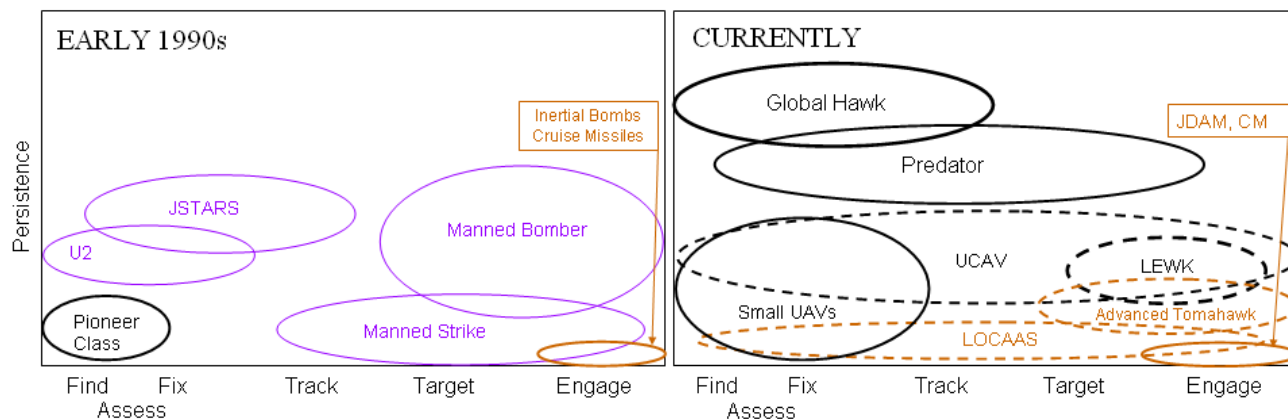 EARLY 1990s
Inertial Bombs
Cruise Missiles
Persistence
JSTARS
U2
Manned Bomber
Pioneer
Class
Manned Strike
Find Fix Track Target Engage
Assess
CURRENTLY
Global Hawk
JDAM, CM
Predator
UCAV
LEWK
Small UAVs
Advanced Tomahawk
LOCAAS
Find Fix Track Target Engage
Assess